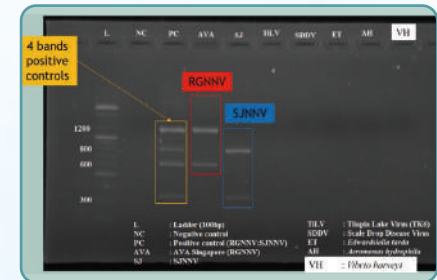 L NC PC AVA SJ TILV SDDV ET AH VH
4 bands
positive
controls
RGNNV
SJNNV
1200
800
600
300
L : Ladder (100bp)
NC : Negative control
PC : Positive control (RGNNV:SJNNV)
AVA : AVA Singapore (RGNNV)
SJ : SJNNV
TILV : Tilapia Lake Virus (TK6)
SDDV : Scale Drop Disease Virus
ET : Edwardsiella tarda
AH : Aeromonas hydrophila
VH : Vibrio harveyi